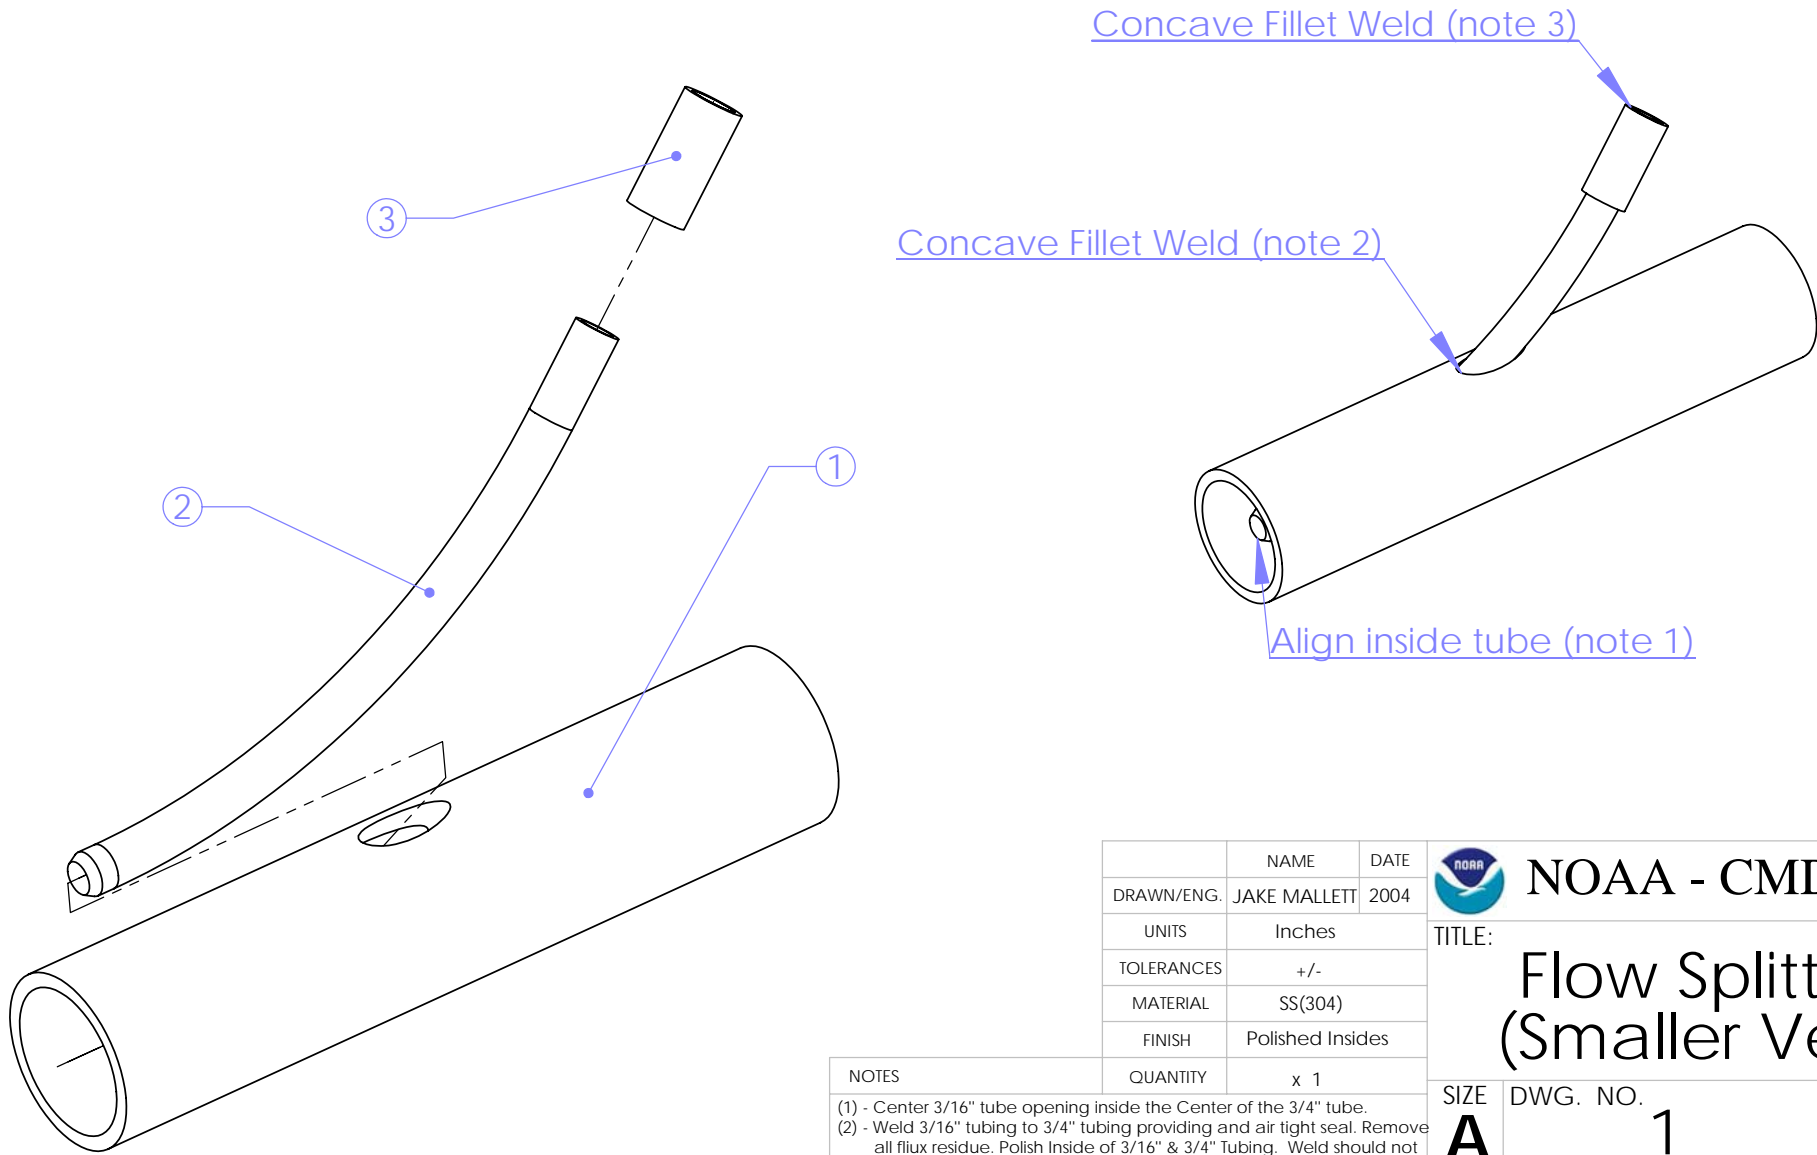 Concave Fillet Weld (note 3)
3
Concave Fillet Weld (note 2)
1
2
Align inside tube (note 1)
NAME DATE
DRAWN/ENG. JAKE MALLETT 2004
UNITS Inches
TOLERANCES +/-
MATERIAL SS(304)
FINISH Polished Insides
QUANTITY x 1
NOAA
NOAA - CMD
TITLE:
Flow Splitt
(Smaller Ve
SIZE DWG. NO.
A 1
NOTES
(1) - Center 3/16" tube opening inside the Center of the 3/4" tube.
(2) - Weld 3/16" tubing to 3/4" tubing providing and air tight seal. Remove
all fliux residue. Polish Inside of 3/16" & 3/4" Tubing. Weld should not